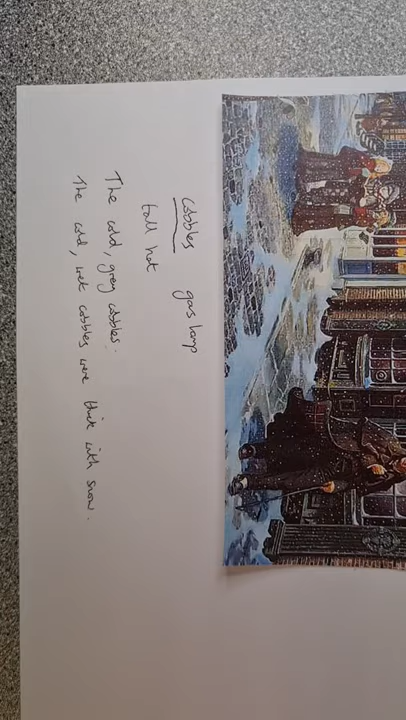 cobbles gas lamp
tall hat
The cold, grey cobbles.
The cold, wet cobbles were thick with snow.